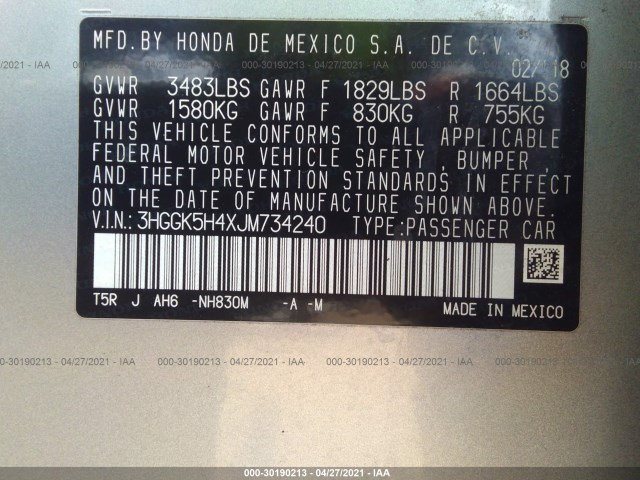 MFD.BY HONDA DE MEXICO S.A. DE C.V.
02/18
GVWR 3483LBS GAWR F 1829LBS R 1664LBS
GVWR 1580KG GAWR F 830KG R 755KG
THIS VEHICLE CONFORMS TO ALL APPLICABLE
FEDERAL MOTOR VEHICLE SAFETY , BUMPER ,
AND THEFT PREVENTION STANDARDS IN EFFECT
ON THE DATE OF MANUFACTURE SHOWN ABOVE.
V.I.N.: 3HGGK5H4XJM734240 TYPE:PASSENGER CAR
T5R J AH6 -NH830M -A -M
MADE IN MEXICO
000-30190213 - 04/27/2021 - IAA